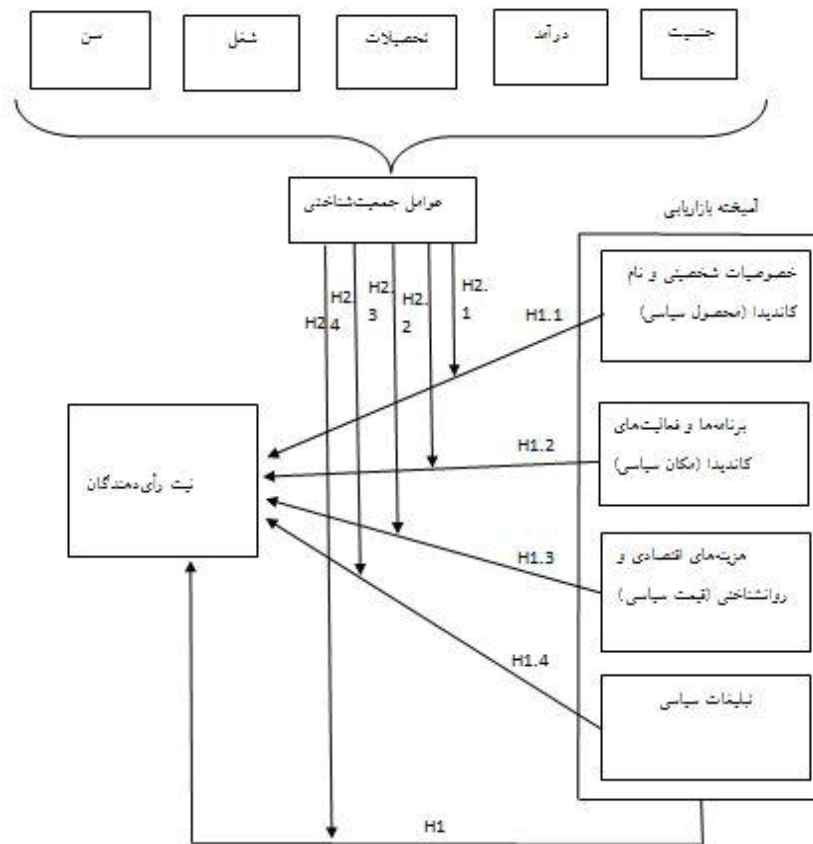 جنسیت
درآمد
تحصیلات
شغل
سن
عوامل جمعیت‌شناختی
آمیخته بازاریابی
خصوصیات شخصیتی و نام
کاندیدا (محصول سیاسی)
برنامه‌ها و فعالیت‌های
کاندیدا (مکان سیاسی)
هزینه‌های اقتصادی و
روانشناختی (قیمت سیاسی)
تبلیغات سیاسی
نیت رأی‌دهندگان
H2.
1
H2.
2
H2.
3
H2.
4
H2
H1.1
H1.2
H1.3
H1.4
H1